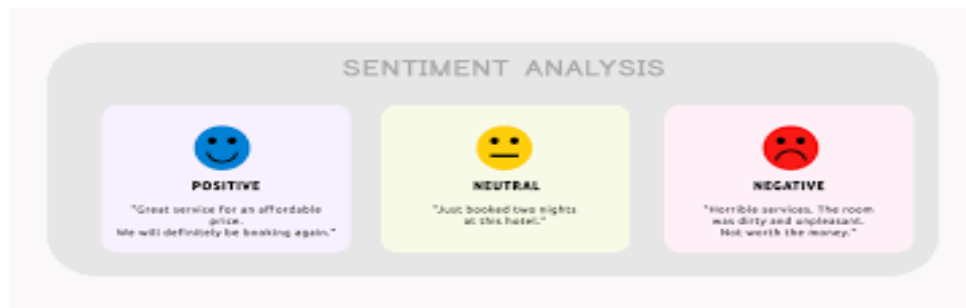 SENTIMENT ANALYSIS
POSITIVE
"Great service for an affordable
price.
We will definitely be booking again."
NEUTRAL
"Just booked two nights
at this hotel."
NEGATIVE
"Horrible services. The room
was dirty and unpleasant.
Not worth the money."